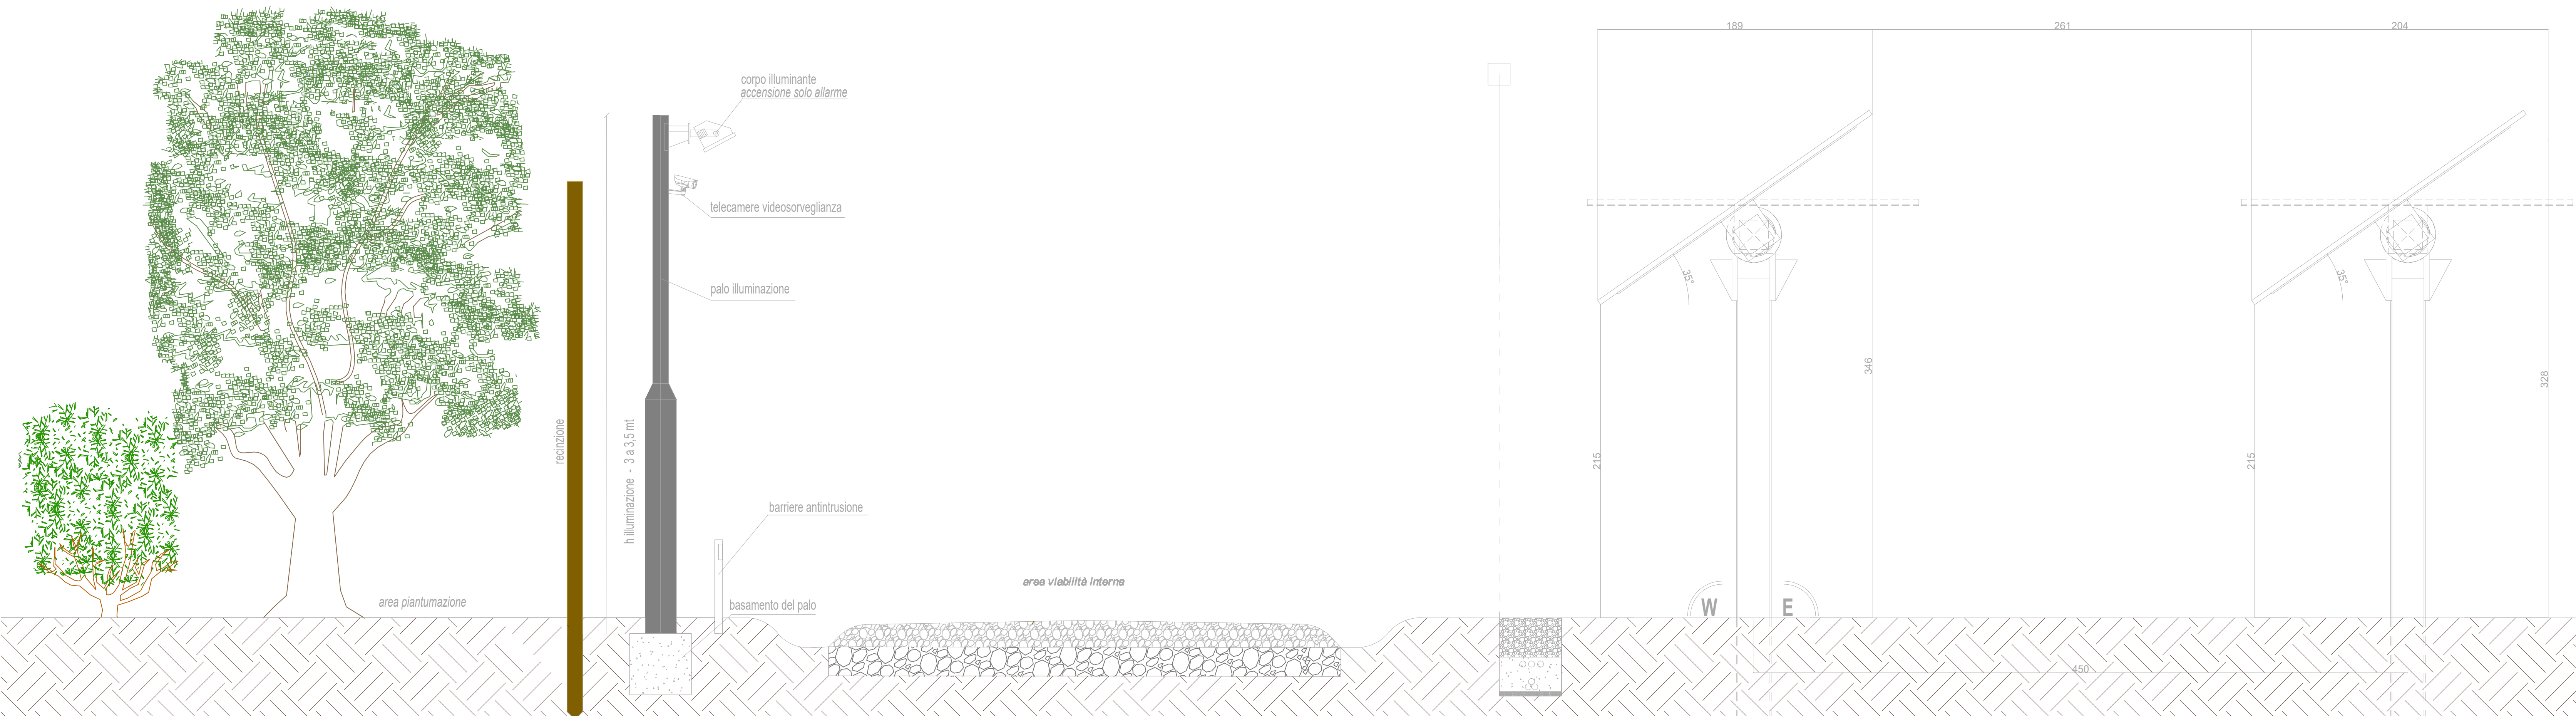 189
261
204
corpo illuminante
accensione solo allarme
telecamere videosorveglianza
palo illuminazione
35°
35°
346
328
recinzione
h illuminazione - 3 a 3,5 mt
215
215
barriere antintrusione
area viabilità interna
area piantumazione
basamento del palo
W
E
450